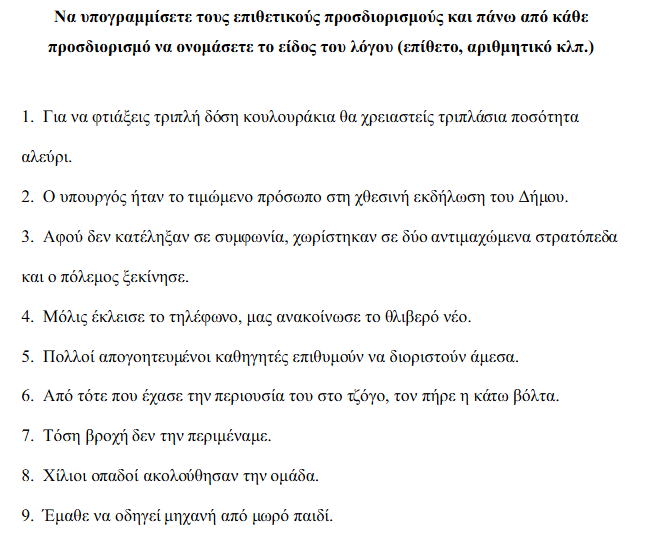 Να υπογραμμίσετε τους επιθετικούς προσδιορισμούς και πάνω από κάθε
προσδιορισμό να ονομάσετε το είδος του λόγου (επίθετο, αριθμητικό κλπ.)
1. Για να φτιάξεις τριπλή δόση κουλουράκια θα χρειαστείς τριπλάσια ποσότητα
αλεύρι.
2. Ο υπουργός ήταν το τιμώμενο πρόσωπο στη χθεσινή εκδήλωση του Δήμου.
3. Αφού δεν κατέληξαν σε συμφωνία, χωρίστηκαν σε δύο αντιμαχώμενα στρατόπεδα
και ο πόλεμος ξεκίνησε.
4. Μόλις έκλεισε το τηλέφωνο, μας ανακοίνωσε το θλιβερό νέο.
5. Πολλοί απογοητευμένοι καθηγητές επιθυμούν να διοριστούν άμεσα.
6. Από τότε που έχασε την περιουσία του στο τζόγο, τον πήρε η κάτω βόλτα.
7. Τόση βροχή δεν την περιμέναμε.
8. Χίλιοι οπαδοί ακολούθησαν την ομάδα.
9. Έμαθε να οδηγεί μηχανή από μωρό παιδί.